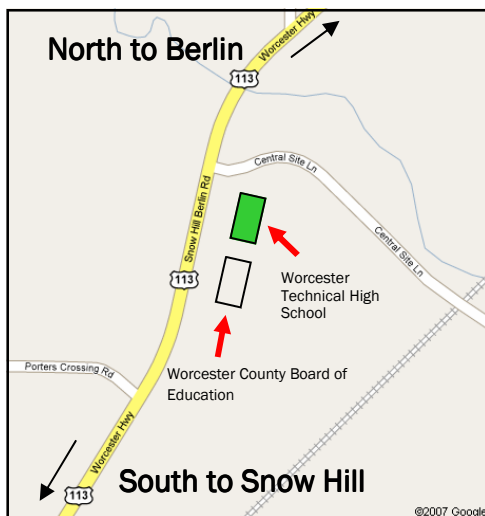 Worcester Hwy
North to Berlin
113
Central Site Ln
Snow Hill Berlin Rd
Central Site Ln
113
Worcester
Technical High
School
Porters Crossing Rd
Worcester County Board of
Education
Worcester Hwy
South to Snow Hill
113
©2007 Google